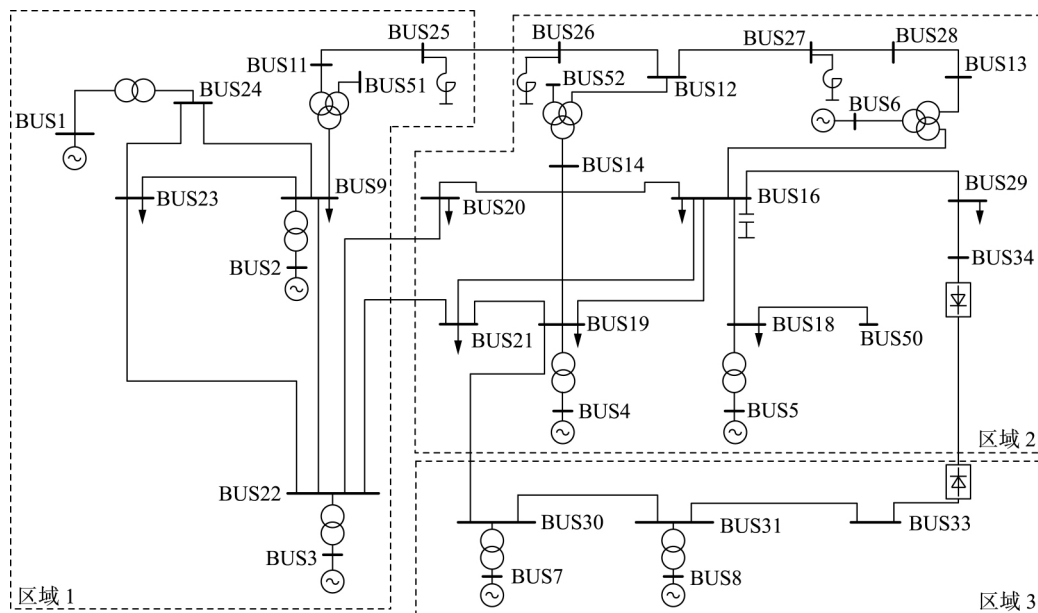 BUS25
BUS26
BUS27
BUS28
BUS11
BUS51
BUS52
BUS12
BUS13
BUS24
BUS6
BUS1
BUS14
BUS9
BUS23
BUS20
BUS16
BUS29
BUS2
BUS34
BUS21
BUS19
BUS18
BUS50
BUS4
BUS5
区域 2
BUS22
BUS30
BUS31
BUS33
BUS3
BUS7
BUS8
区域 1
区域 3